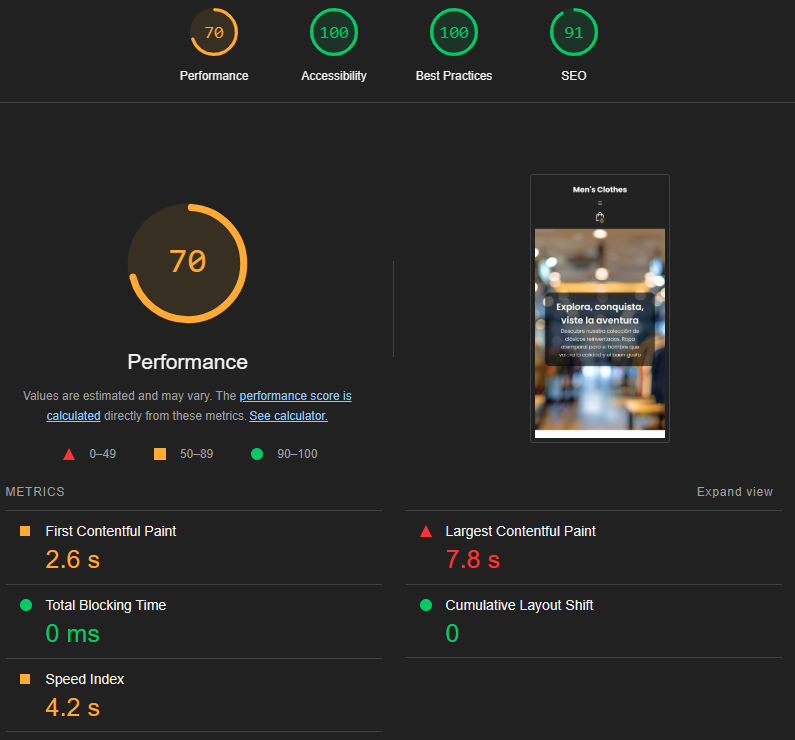 70
100
100
91
Performance
Accessibility
Best Practices
SEO
70
Performance
Values are estimated and may vary. The performance score is
calculated directly from these metrics. See calculator.
0–49
50–89
90–100
Men's Clothes
Explora, conquista,
viste la aventura
Descubre nuestra colección de
clásicos reinventados. Ropa
atemporal para el hombre que
valora la calidad y el buen gusto
METRICS
Expand view
First Contentful Paint
2.6 s
Largest Contentful Paint
7.8 s
Total Blocking Time
0 ms
Cumulative Layout Shift
0
Speed Index
4.2 s